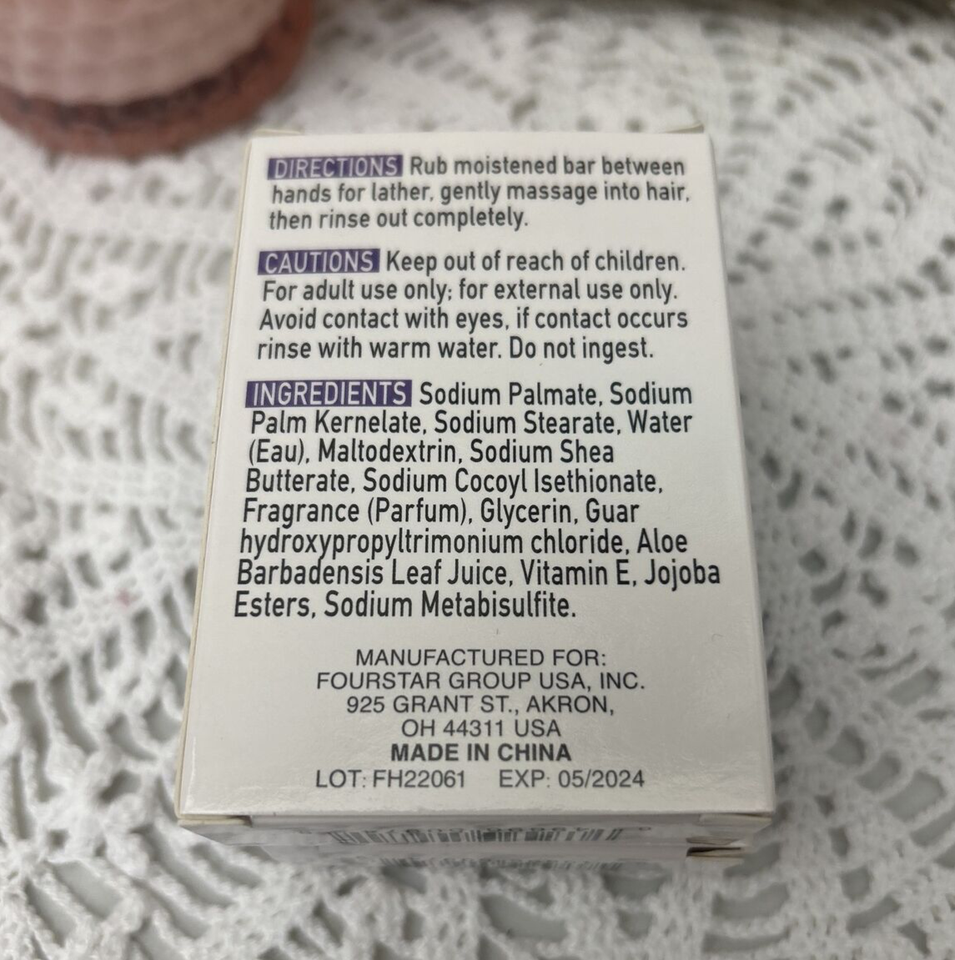 DIRECTIONS Rub moistened bar between
hands for lather, gently massage into hair,
then rinse out completely.
CAUTIONS Keep out of reach of children.
For adult use only; for external use only.
Avoid contact with eyes, if contact occurs
rinse with warm water. Do not ingest.
INGREDIENTS Sodium Palmate, Sodium
Palm Kernelate, Sodium Stearate, Water
(Eau), Maltodextrin, Sodium Shea
Butterate, Sodium Cocoyl Isethionate,
Fragrance (Parfum), Glycerin, Guar
hydroxypropyltrimonium chloride, Aloe
Barbadensis Leaf Juice, Vitamin E, Jojoba
Esters, Sodium Metabisulfite.
MANUFACTURED FOR:
FOURSTAR GROUP USA, INC.
925 GRANT ST., AKRON,
OH 44311 USA
MADE IN CHINA
LOT: FH22061 EXP: 05/2024